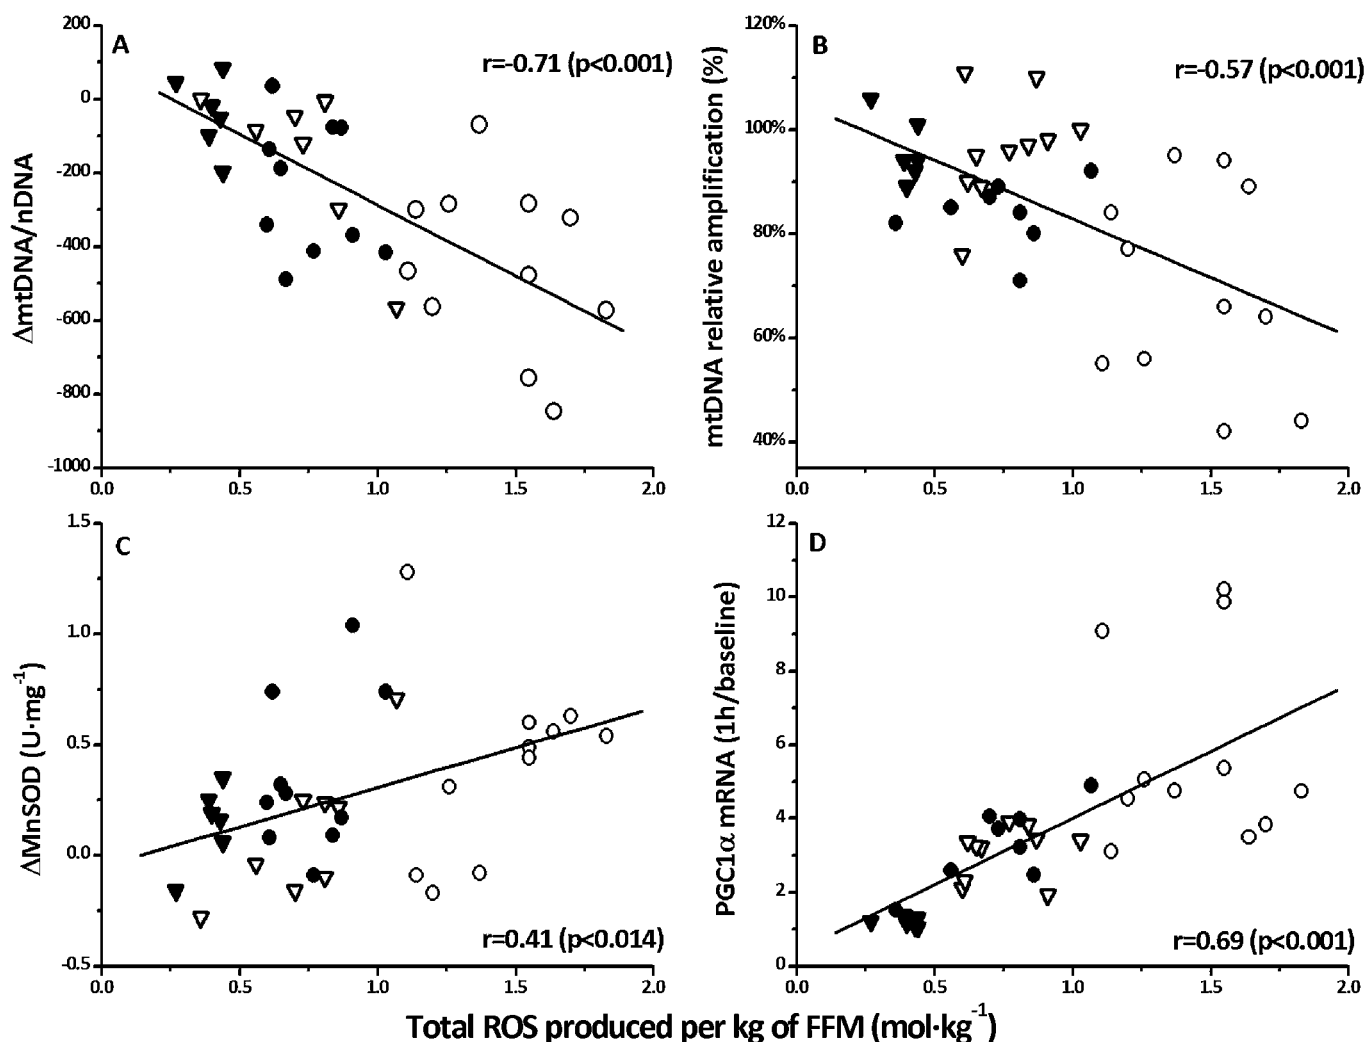 A
r=-0.71 (p<0.001)
ΔmtDNA/nDNA
200
0
-200
-400
-600
-800
-1000
0.0 0.5 1.0 1.5 2.0
B
r=-0.57 (p<0.001)
mtDNA relative amplification (%)
120%
100%
80%
60%
40%
0.0 0.5 1.0 1.5 2.0
C
r=0.41 (p<0.014)
ΔMnSOD (U·mg⁻¹)
1.5
1.0
0.5
0.0
-0.5
0.0 0.5 1.0 1.5 2.0
D
r=0.69 (p<0.001)
PGC1α mRNA (1h/baseline)
12
10
8
6
4
2
0
0.0 0.5 1.0 1.5 2.0
Total ROS produced per kg of FFM (mol·kg⁻¹)